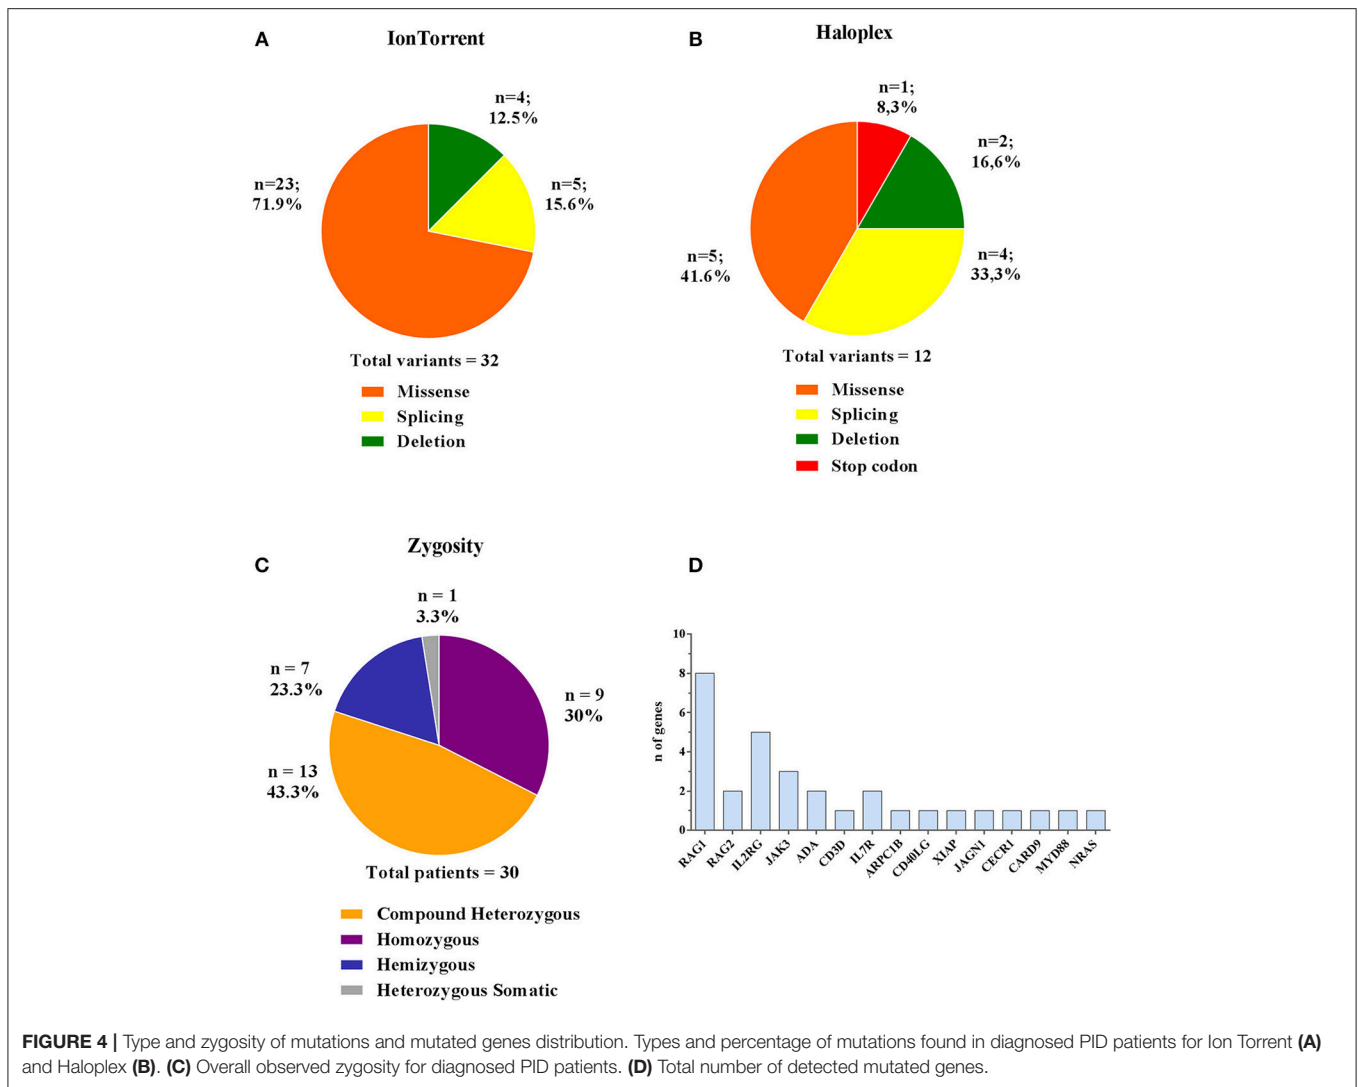 A
IonTorrent
n=4;
12.5%
n=23;
71.9%
n=5;
15.6%
Total variants = 32
Missense
Splicing
Deletion
B
Haloplex
n=1;
8,3%
n=2;
16,6%
n=5;
41.6%
n=4;
33,3%
Total variants = 12
Missense
Splicing
Deletion
Stop codon
C
Zygosity
n = 1
3.3%
n = 7
23.3%
n = 9
30%
n = 13
43.3%
Total patients = 30
Compound Heterozygous
Homozygous
Hemizygous
Heterozygous Somatic
D
n of genes
10
8
6
4
2
0
RAG1
RAG2
IL2RG
JAK3
ADA
CD3D
IL7R
ARPC1B
CD40LG
XIAP
JAGN1
CECR1
CARD9
MYD88
NRAS
FIGURE 4 | Type and zygosity of mutations and mutated genes distribution. Types and percentage of mutations found in diagnosed PID patients for Ion Torrent (A)
and Haloplex (B). (C) Overall observed zygosity for diagnosed PID patients. (D) Total number of detected mutated genes.